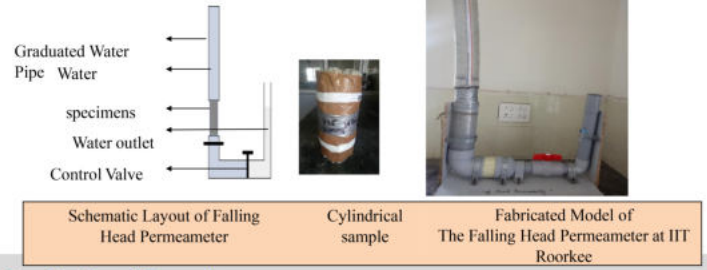 Graduated Water
Pipe Water
specimens
Water outlet
Control Valve
Schematic Layout of Falling
Head Permeameter
Cylindrical
sample
Fabricated Model of
The Falling Head Permeameter at IIT
Roorkee